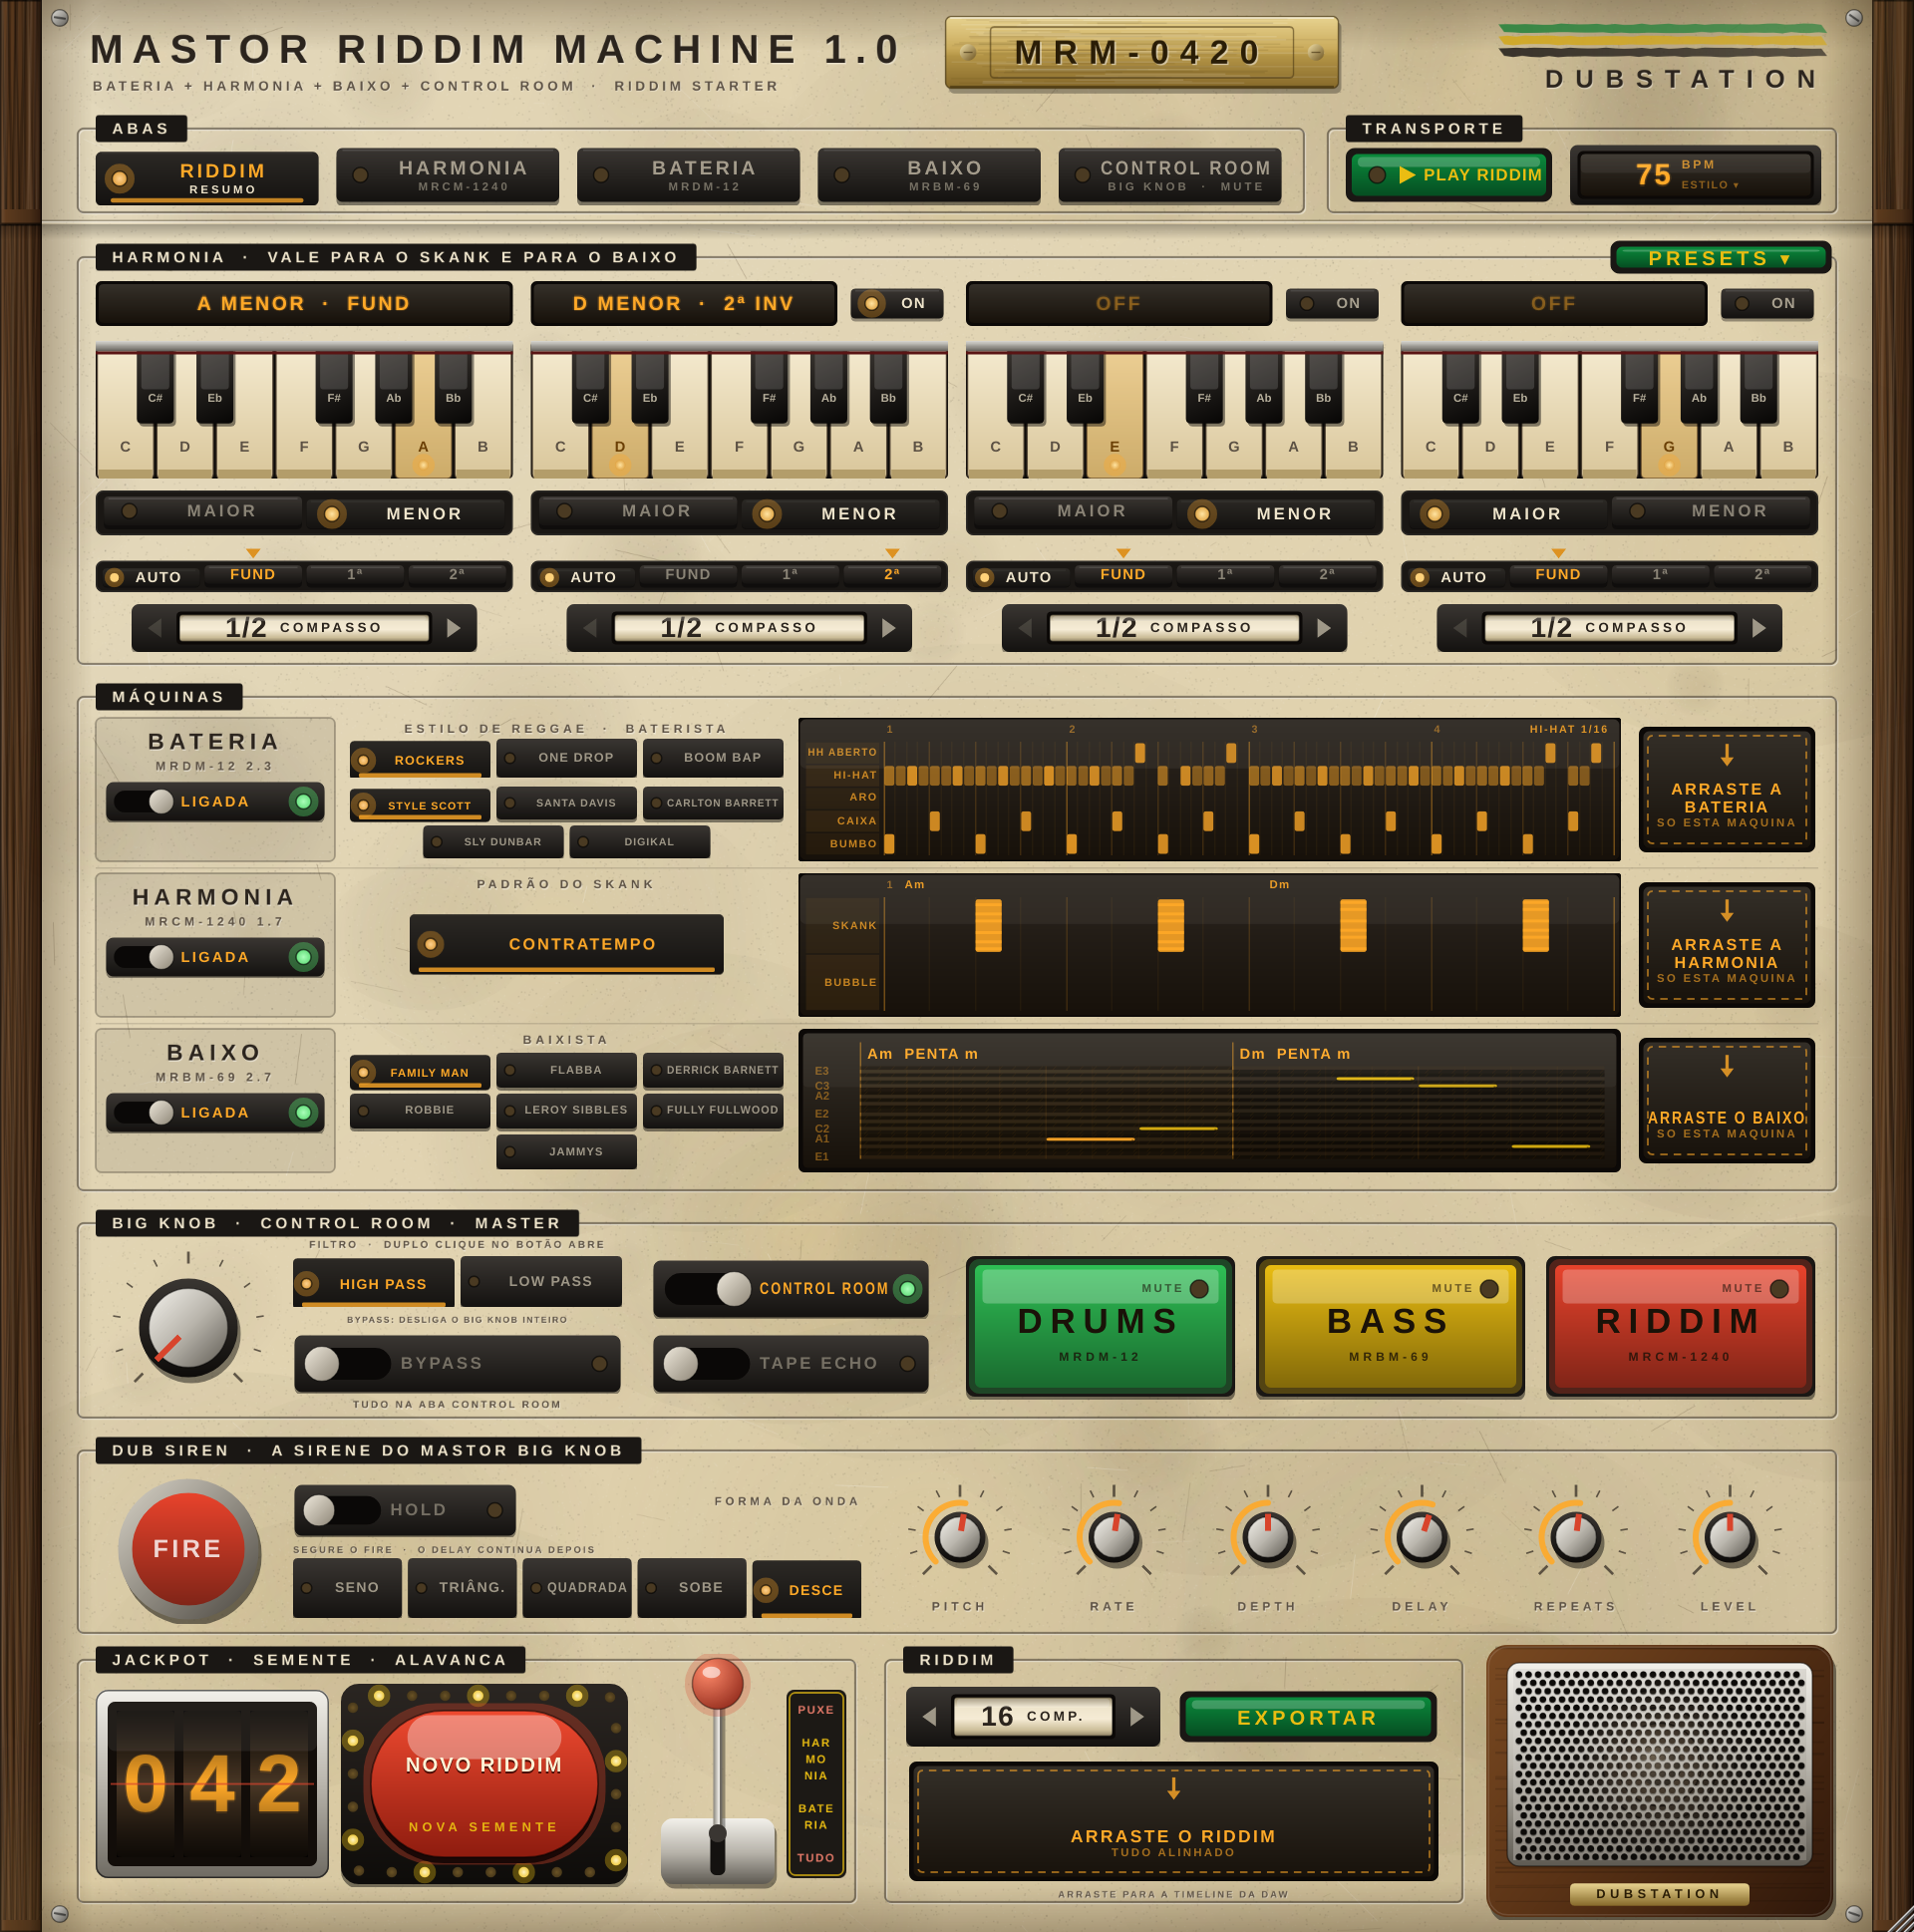 MASTOR RIDDIM MACHINE 1.0
BATERIA + HARMONIA + BAIXO + CONTROL ROOM · RIDDIM STARTER
MRM-0420
DUBSTATION
ABAS
RIDDIM
RESUMO
HARMONIA
MRCM-1240
BATERIA
MRDM-12
BAIXO
MRBM-69
CONTROL ROOM
BIG KNOB · MUTE
TRANSPORTE
PLAY RIDDIM
75 BPM
ESTILO ▾
HARMONIA · VALE PARA O SKANK E PARA O BAIXO
PRESETS ▾
A MENOR · FUND
D MENOR · 2ª INV
ON
OFF
ON
OFF
ON
C# Eb F# Ab Bb
C D E F G A B
C# Eb F# Ab Bb
C D E F G A B
C# Eb F# Ab Bb
C D E F G A B
C# Eb F# Ab Bb
C D E F G A B
MAIOR MENOR
MAIOR MENOR
MAIOR MENOR
MAIOR MENOR
AUTO FUND 1ª 2ª
AUTO FUND 1ª 2ª
AUTO FUND 1ª 2ª
AUTO FUND 1ª 2ª
1/2 COMPASSO
1/2 COMPASSO
1/2 COMPASSO
1/2 COMPASSO
MÁQUINAS
BATERIA
MRDM-12 2.3
LIGADA
ESTILO DE REGGAE · BATERISTA
ROCKERS ONE DROP BOOM BAP
STYLE SCOTT SANTA DAVIS CARLTON BARRETT
SLY DUNBAR DIGIKAL
1 2 3 4 HI-HAT 1/16
HH ABERTO
HI-HAT
ARO
CAIXA
BUMBO
ARRASTE A
BATERIA
SO ESTA MAQUINA
HARMONIA
MRCM-1240 1.7
LIGADA
PADRÃO DO SKANK
CONTRATEMPO
1 Am Dm
SKANK
BUBBLE
ARRASTE A
HARMONIA
SO ESTA MAQUINA
BAIXO
MRBM-69 2.7
LIGADA
BAIXISTA
FAMILY MAN FLABBA DERRICK BARNETT
ROBBIE LEROY SIBBLES FULLY FULLWOOD
JAMMYS
Am PENTA m Dm PENTA m
E3
C3
A2
E2
C2
A1
E1
ARRASTE O BAIXO
SO ESTA MAQUINA
BIG KNOB · CONTROL ROOM · MASTER
FILTRO · DUPLO CLIQUE NO BOTÃO ABRE
HIGH PASS LOW PASS
BYPASS: DESLIGA O BIG KNOB INTEIRO
BYPASS
TUDO NA ABA CONTROL ROOM
CONTROL ROOM
TAPE ECHO
MUTE
DRUMS
MRDM-12
MUTE
BASS
MRBM-69
MUTE
RIDDIM
MRCM-1240
DUB SIREN · A SIRENE DO MASTOR BIG KNOB
FIRE
HOLD
FORMA DA ONDA
SEGURE O FIRE · O DELAY CONTINUA DEPOIS
SENO TRIÂNG. QUADRADA SOBE DESCE
PITCH RATE DEPTH DELAY REPEATS LEVEL
JACKPOT · SEMENTE · ALAVANCA
042
NOVO RIDDIM
NOVA SEMENTE
PUXE
HAR
MO
NIA
BATE
RIA
TUDO
RIDDIM
16 COMP.
EXPORTAR
ARRASTE O RIDDIM
TUDO ALINHADO
ARRASTE PARA A TIMELINE DA DAW
DUBSTATION